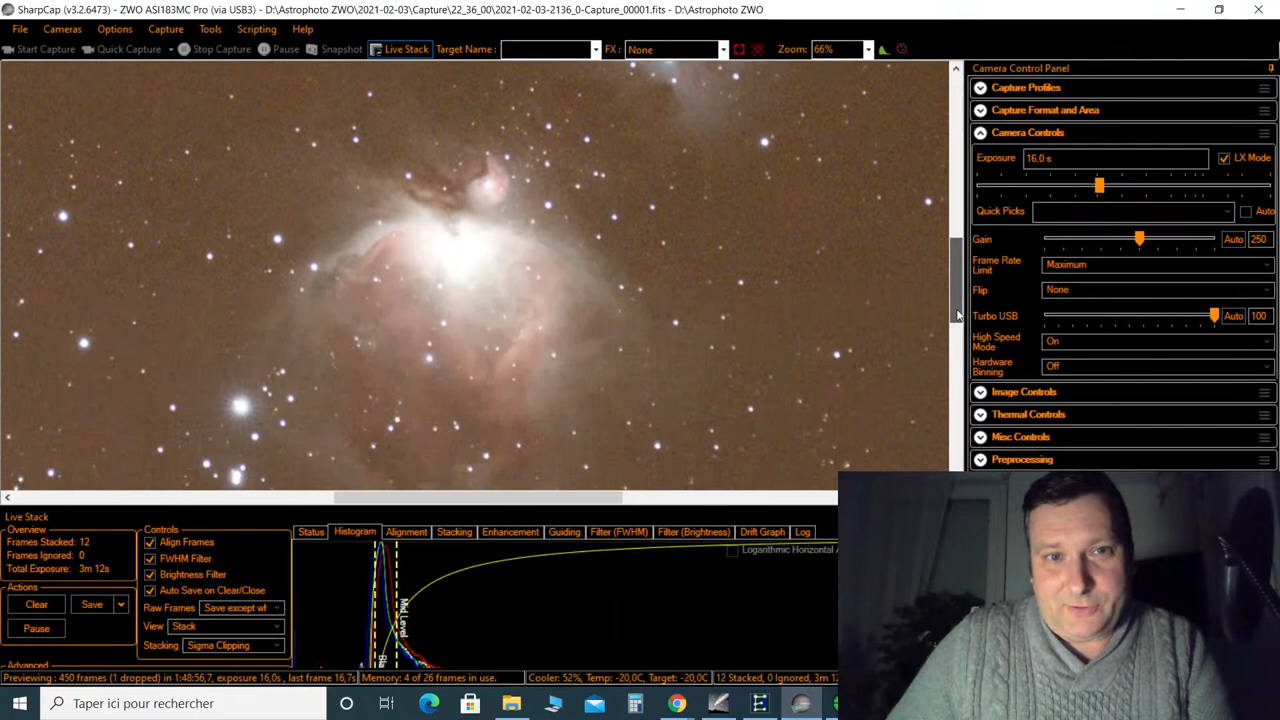 SharpCap (v3.2.6473) - ZWO ASI183MC Pro (via USB3) - D:\Astrophoto ZWO\2021-02-03\Capture\22_36_00\2021-02-03-2136_0-Capture_00001.fits - D:\Astrophoto ZWO
File Cameras Options Capture Tools Scripting Help
Start Capture Quick Capture Stop Capture Pause Snapshot Live Stack Target Name : FX : None Zoom: 66%
Camera Control Panel
Capture Profiles
Capture Format and Area
Camera Controls
Exposure 16,0 s LX Mode
Quick Picks Auto
Gain Auto 250
Frame Rate Limit Maximum
Flip None
Turbo USB Auto 100
High Speed Mode On
Hardware Binning Off
Image Controls
Thermal Controls
Misc Controls
Preprocessing
Live Stack
Overview
Frames Stacked: 12
Frames Ignored: 0
Total Exposure: 3m 12s
Actions
Clear Save
Pause
Advanced
Controls
Align Frames
FWHM Filter
Brightness Filter
Auto Save on Clear/Close
Raw Frames Save except wh
View Stack
Stacking Sigma Clipping
Status Histogram Alignment Stacking Enhancement Guiding Filter (FWHM) Filter (Brightness) Drift Graph Log
Logarithmic Horizontal A
Mid Level
Bla
Previewing : 450 frames (1 dropped) in 1:48:56,7, exposure 16,0s, last frame 16,7s Memory: 4 of 26 frames in use. Cooler: 52%, Temp: -20,0C, Target: -20,0C 12 Stacked, 0 Ignored, 3m 12
Taper ici pour rechercher